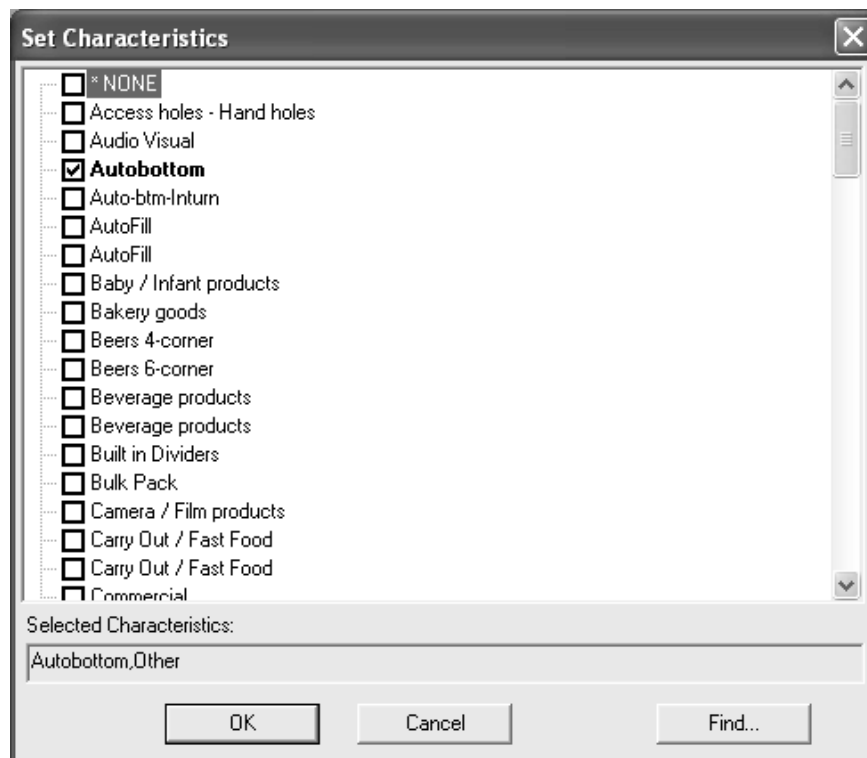 Set Characteristics
* NONE
Access holes - Hand holes
Audio Visual
Autobottom
Auto-btm-Inturn
AutoFill
AutoFill
Baby / Infant products
Bakery goods
Beers 4-corner
Beers 6-corner
Beverage products
Beverage products
Built in Dividers
Bulk Pack
Camera / Film products
Carry Out / Fast Food
Carry Out / Fast Food
Commercial
Selected Characteristics:
Autobottom,Other
OK Cancel Find...